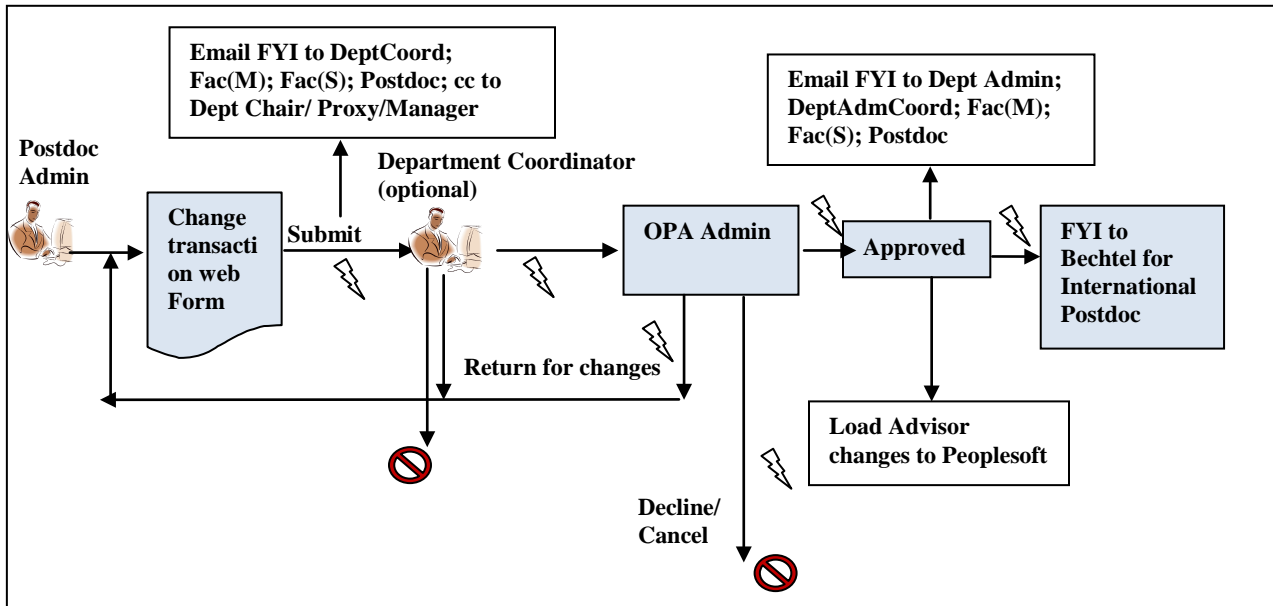 Email FYI to DeptCoord;
Fac(M); Fac(S); Postdoc; cc to
Dept Chair/ Proxy/Manager
Email FYI to Dept Admin;
DeptAdmCoord; Fac(M);
Fac(S); Postdoc
Postdoc
Admin
Department Coordinator
(optional)
Change
transacti
on web
Form
Submit
OPA Admin
Approved
FYI to
Bechtel for
International
Postdoc
Return for changes
Load Advisor
changes to Peoplesoft
Decline/
Cancel